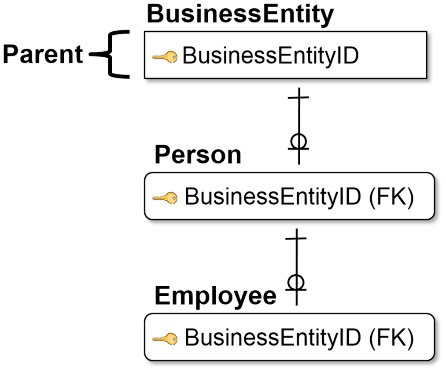 BusinessEntity
Parent
BusinessEntityID
Person
BusinessEntityID (FK)
Employee
BusinessEntityID (FK)